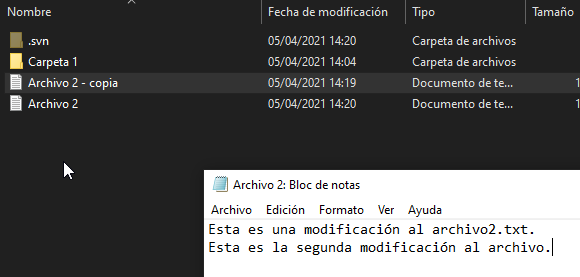 Nombre Fecha de modificación Tipo Tamaño
.svn 05/04/2021 14:20 Carpeta de archivos
Carpeta 1 05/04/2021 14:04 Carpeta de archivos
Archivo 2 - copia 05/04/2021 14:19 Documento de te... 1
Archivo 2 05/04/2021 14:20 Documento de te... 1
Archivo 2: Bloc de notas
Archivo Edición Formato Ver Ayuda
Esta es una modificación al archivo2.txt.
Esta es la segunda modificación al archivo.